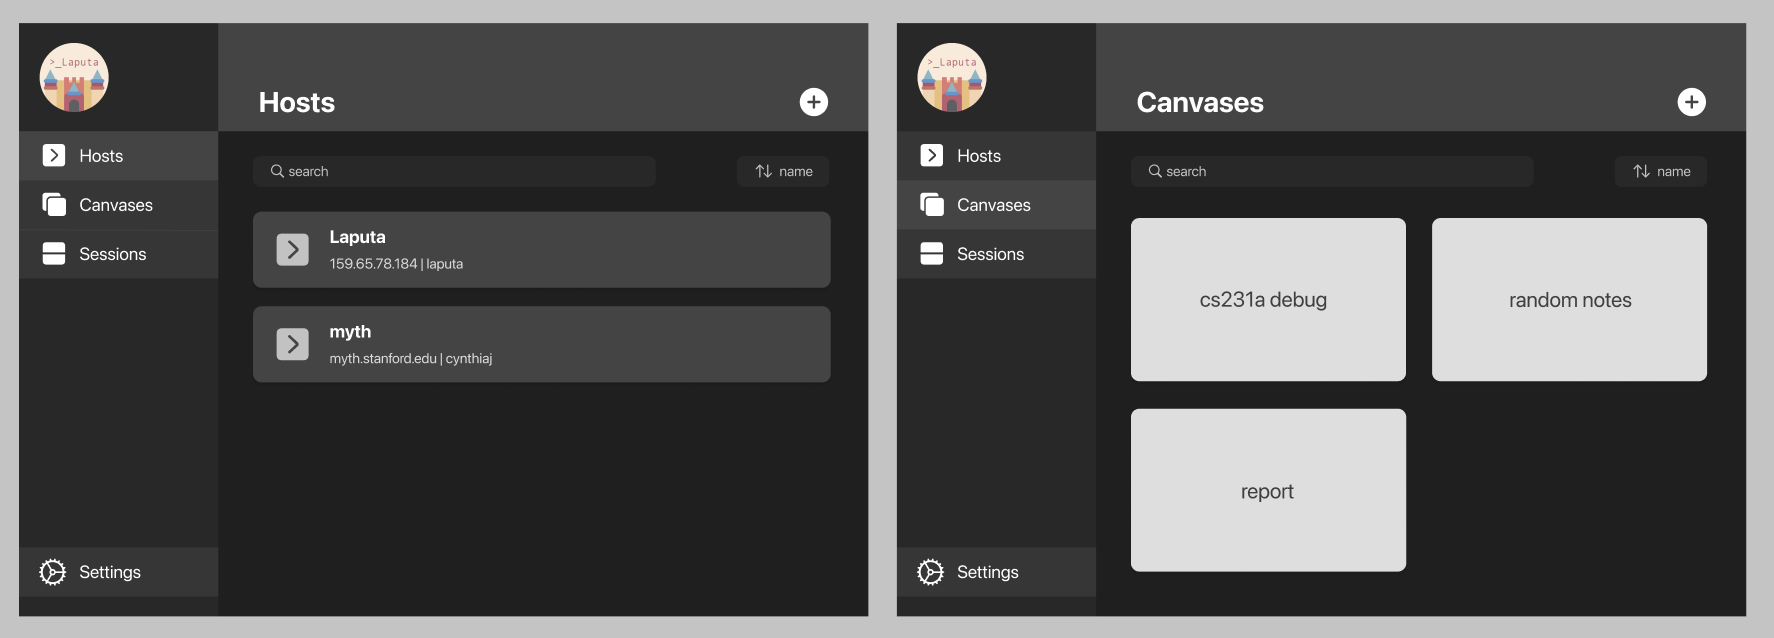 >_Laputa
Hosts
Hosts
Canvases
Sessions
Settings
search
name
Laputa
159.65.78.184 | laputa
myth
myth.stanford.edu | cynthiaj
>_Laputa
Canvases
Hosts
Canvases
Sessions
Settings
search
name
cs231a debug
random notes
report